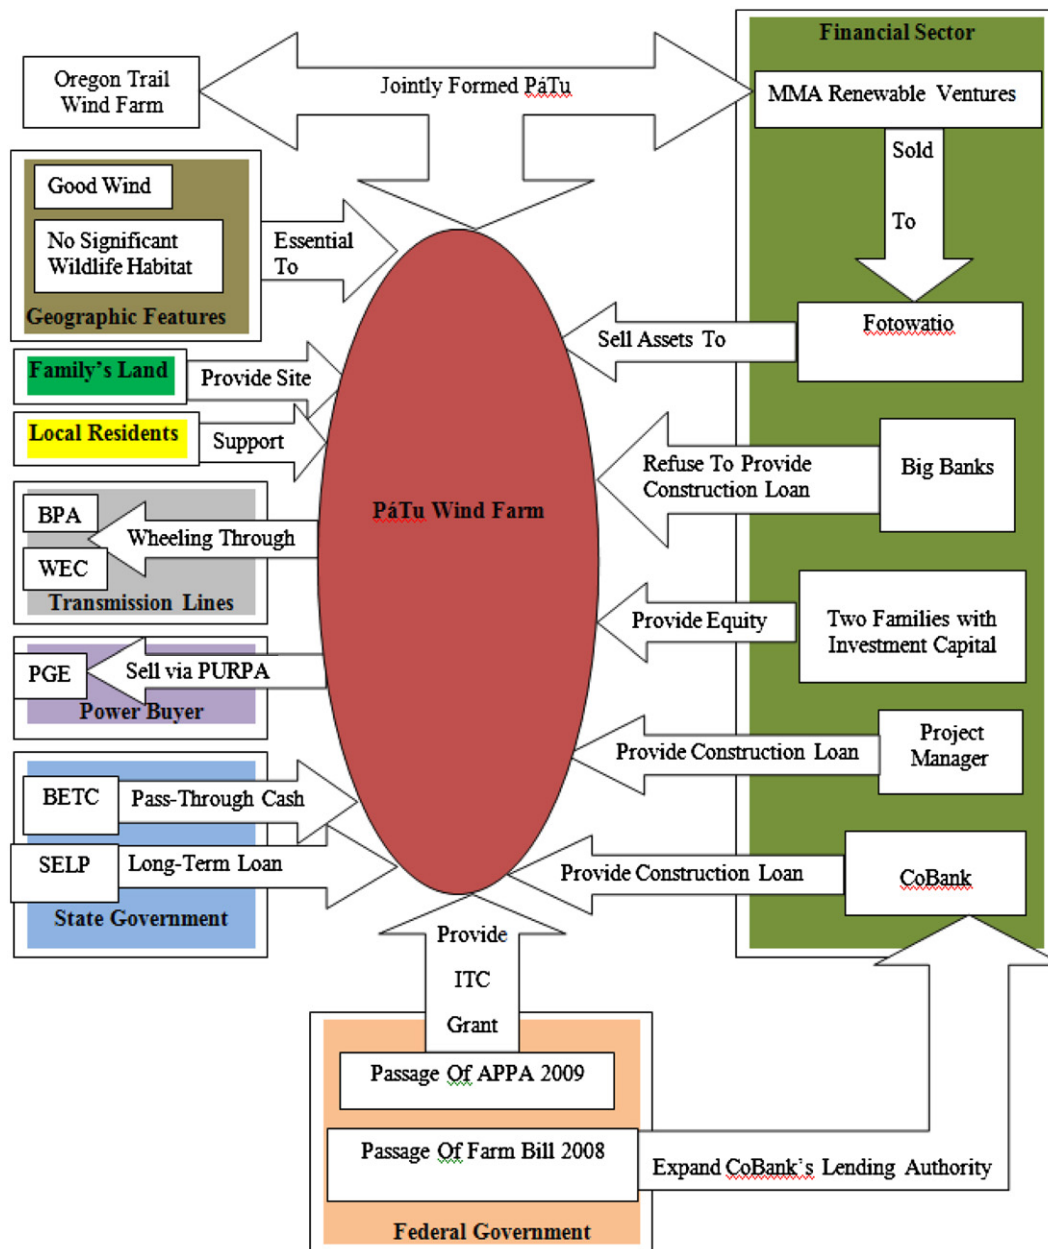 Financial Sector
Oregon Trail
Wind Farm
Jointly Formed PáTu
MMA Renewable Ventures
Sold
To
Good Wind
No Significant
Wildlife Habitat
Geographic Features
Essential
To
Fotowatio
Sell Assets To
Family's Land
Provide Site
Local Residents
Support
Refuse To Provide
Construction Loan
Big Banks
PáTu Wind Farm
BPA
WEC
Wheeling Through
Transmission Lines
Provide Equity
Two Families with
Investment Capital
PGE
Sell via PURPA
Power Buyer
Provide Construction Loan
Project
Manager
BETC
Pass-Through Cash
SELP
Long-Term Loan
State Government
Provide Construction Loan
CoBank
Provide
ITC
Grant
Passage Of APPA 2009
Passage Of Farm Bill 2008
Expand CoBank's Lending Authority
Federal Government